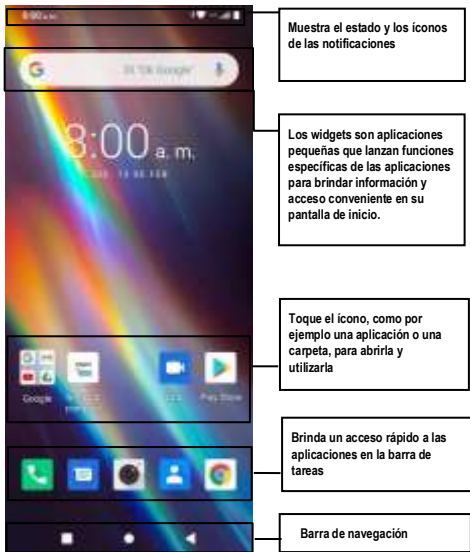 8:00 a. m.
Muestra el estado y los íconos
de las notificaciones
Google
Los widgets son aplicaciones
pequeñas que lanzan funciones
específicas de las aplicaciones
para brindar información y
acceso conveniente en su
pantalla de inicio.
8:00 a. m.
Toque el ícono, como por
ejemplo una aplicación o una
carpeta, para abrirla y
utilizarla
Google
Play Store
Brinda un acceso rápido a las
aplicaciones en la barra de
tareas
Barra de navegación